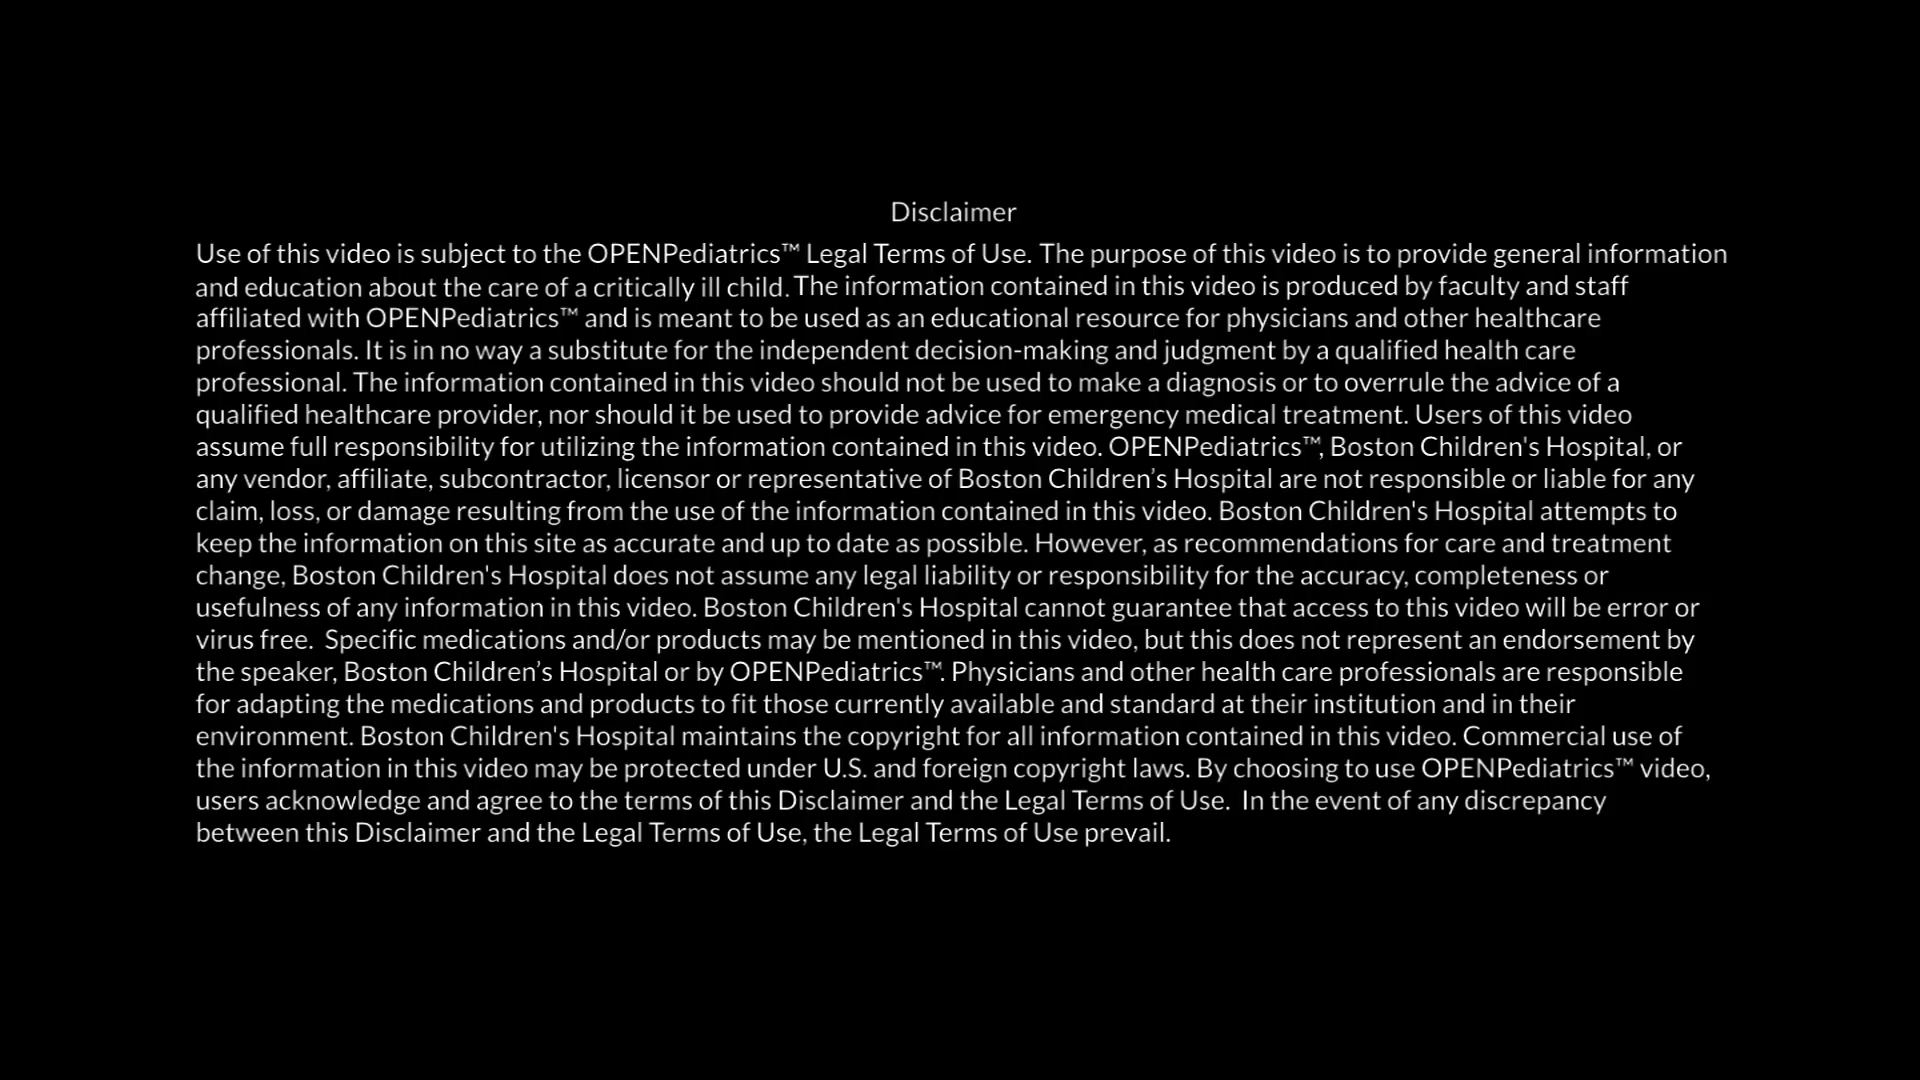 Disclaimer
Use of this video is subject to the OPENPediatrics™ Legal Terms of Use. The purpose of this video is to provide general information
and education about the care of a critically ill child. The information contained in this video is produced by faculty and staff
affiliated with OPENPediatrics™ and is meant to be used as an educational resource for physicians and other healthcare
professionals. It is in no way a substitute for the independent decision-making and judgment by a qualified health care
professional. The information contained in this video should not be used to make a diagnosis or to overrule the advice of a
qualified healthcare provider, nor should it be used to provide advice for emergency medical treatment. Users of this video
assume full responsibility for utilizing the information contained in this video. OPENPediatrics™, Boston Children's Hospital, or
any vendor, affiliate, subcontractor, licensor or representative of Boston Children’s Hospital are not responsible or liable for any
claim, loss, or damage resulting from the use of the information contained in this video. Boston Children's Hospital attempts to
keep the information on this site as accurate and up to date as possible. However, as recommendations for care and treatment
change, Boston Children's Hospital does not assume any legal liability or responsibility for the accuracy, completeness or
usefulness of any information in this video. Boston Children's Hospital cannot guarantee that access to this video will be error or
virus free.  Specific medications and/or products may be mentioned in this video, but this does not represent an endorsement by
the speaker, Boston Children’s Hospital or by OPENPediatrics™. Physicians and other health care professionals are responsible
for adapting the medications and products to fit those currently available and standard at their institution and in their
environment. Boston Children's Hospital maintains the copyright for all information contained in this video. Commercial use of
the information in this video may be protected under U.S. and foreign copyright laws. By choosing to use OPENPediatrics™ video,
users acknowledge and agree to the terms of this Disclaimer and the Legal Terms of Use.  In the event of any discrepancy
between this Disclaimer and the Legal Terms of Use, the Legal Terms of Use prevail.